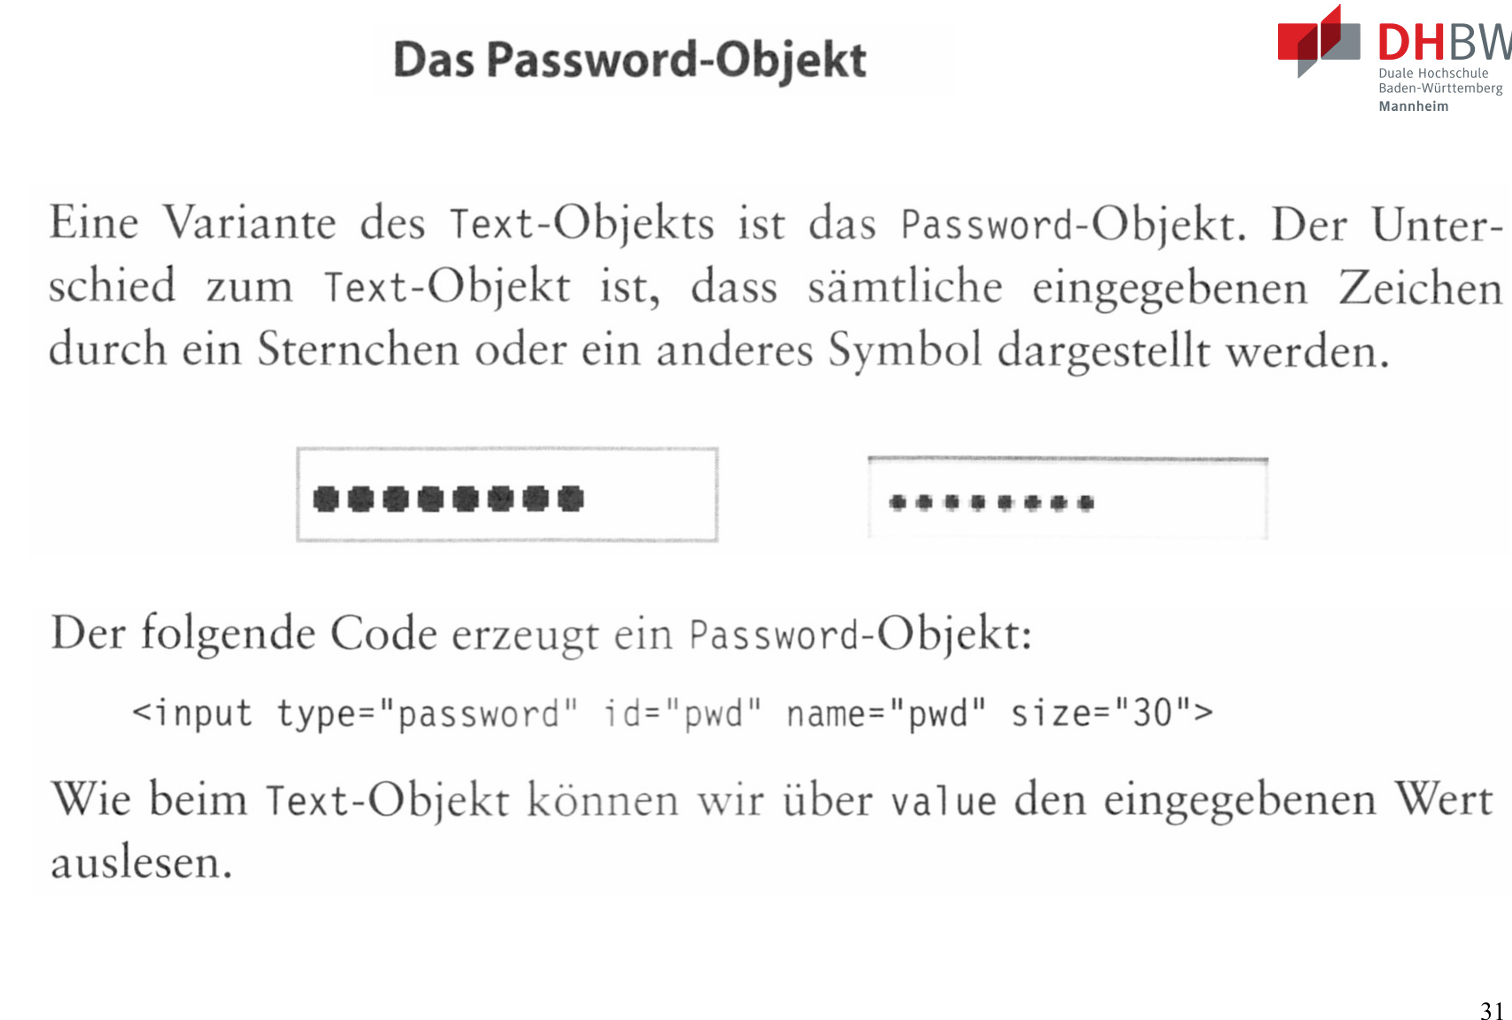 Das Password-Objekt
DHBW
Duale Hochschule
Baden-Württemberg
Mannheim
Eine Variante des Text-Objekts ist das Password-Objekt. Der Unter-
schied zum Text-Objekt ist, dass sämtliche eingegebenen Zeichen
durch ein Sternchen oder ein anderes Symbol dargestellt werden.
Der folgende Code erzeugt ein Password-Objekt:
<input type="password" id="pwd" name="pwd" size="30">
Wie beim Text-Objekt können wir über value den eingegebenen Wert
auslesen.
31